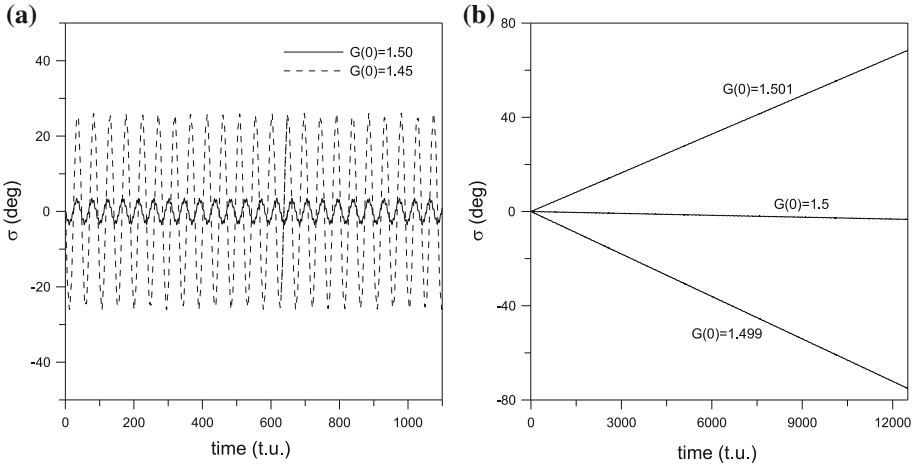 (a)
G(0)=1.50
G(0)=1.45
40
20
0
-20
-40
σ (deg)
0 200 400 600 800 1000
time (t.u.)
(b)
80
40
0
-40
-80
σ (deg)
G(0)=1.501
G(0)=1.5
G(0)=1.499
0 3000 6000 9000 12000
time (t.u.)